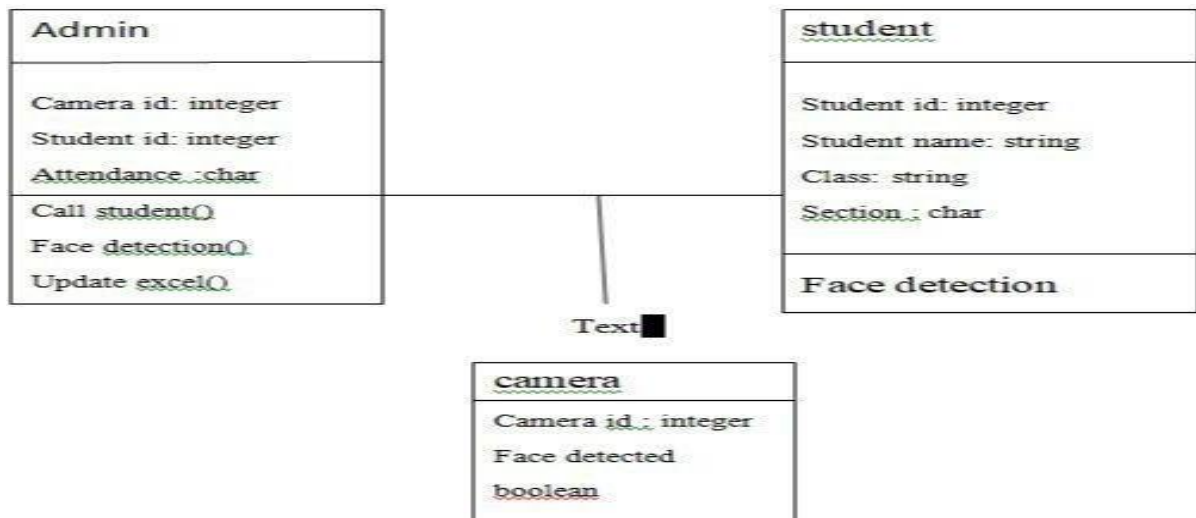 Admin
Camera id: integer
Student id: integer
Attendance :char
Call student()
Face detection()
Update excel()
student
Student id: integer
Student name: string
Class: string
Section : char
Face detection
Text
camera
Camera id : integer
Face detected
boolean